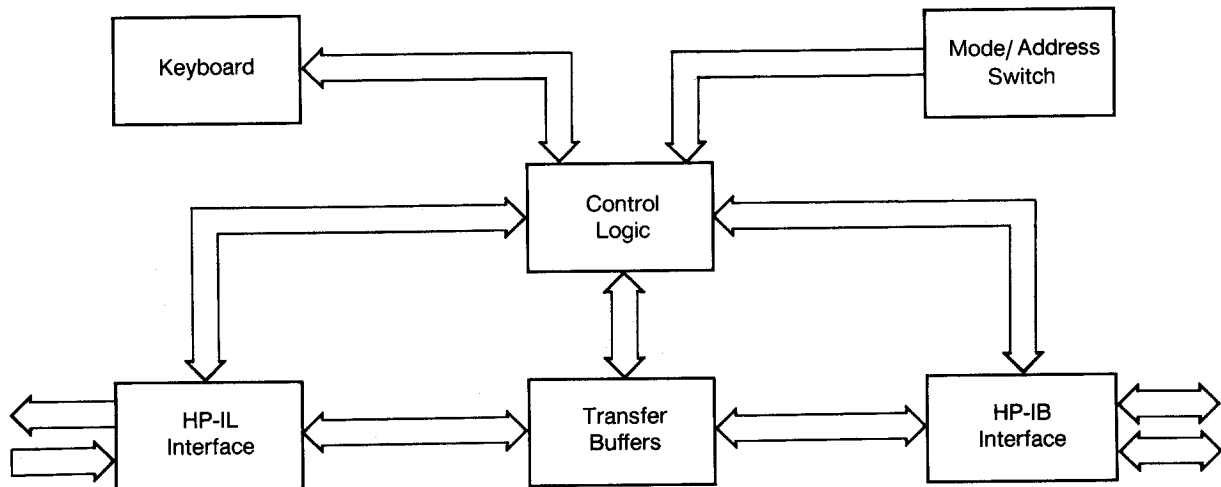 Keyboard
Mode/Address
Switch
Control
Logic
HP-IL
Interface
Transfer
Buffers
HP-IB
Interface